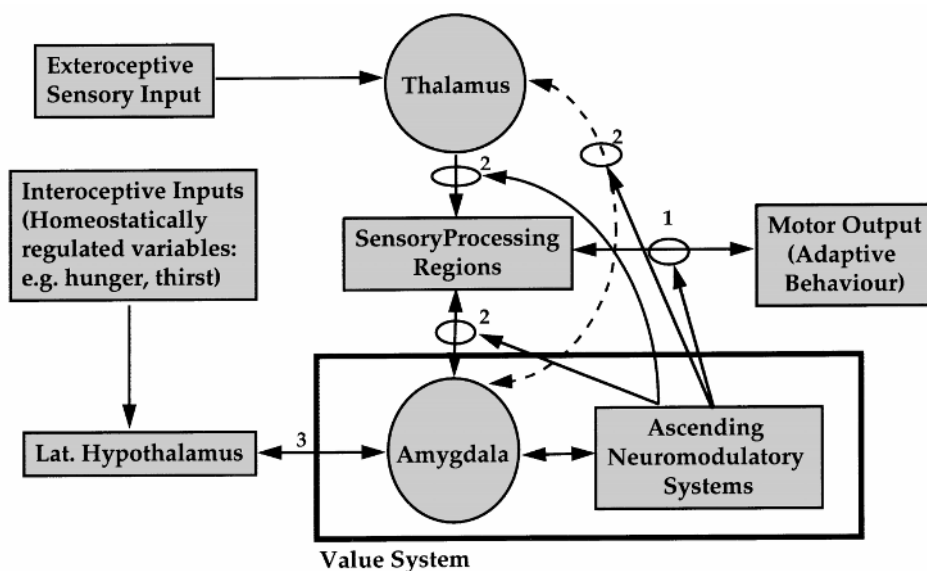 Exteroceptive
Sensory Input
Thalamus
2
2
Interoceptive Inputs
(Homeostatically
regulated variables:
e.g. hunger, thirst)
SensoryProcessing
Regions
1
Motor Output
(Adaptive
Behaviour)
2
Lat. Hypothalamus
3
Amygdala
Ascending
Neuromodulatory
Systems
Value System